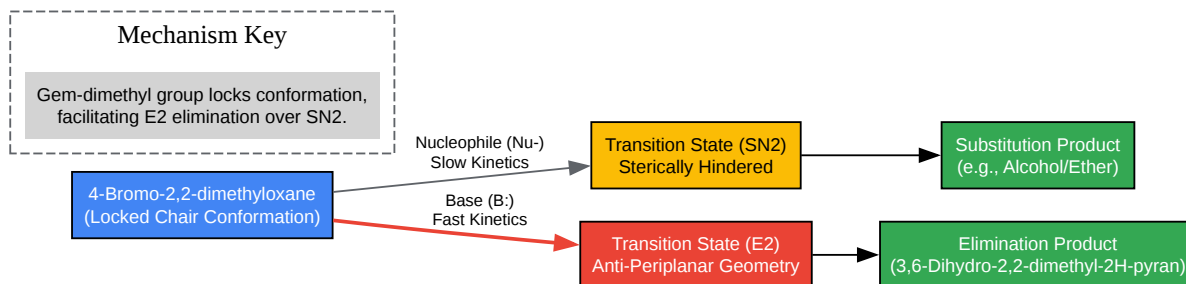 Mechanism Key
Gem-dimethyl group locks conformation,
facilitating E2 elimination over SN2.
4-Bromo-2,2-dimethyloxane
(Locked Chair Conformation)
Nucleophile (Nu-)
Slow Kinetics
Base (B:)
Fast Kinetics
Transition State (SN2)
Sterically Hindered
Substitution Product
(e.g., Alcohol/Ether)
Transition State (E2)
Anti-Periplanar Geometry
Elimination Product
(3,6-Dihydro-2,2-dimethyl-2H-pyran)